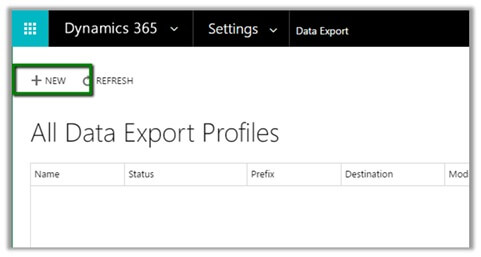 Dynamics 365 Settings Data Export
+ NEW REFRESH
All Data Export Profiles
Name Status Prefix Destination Mod